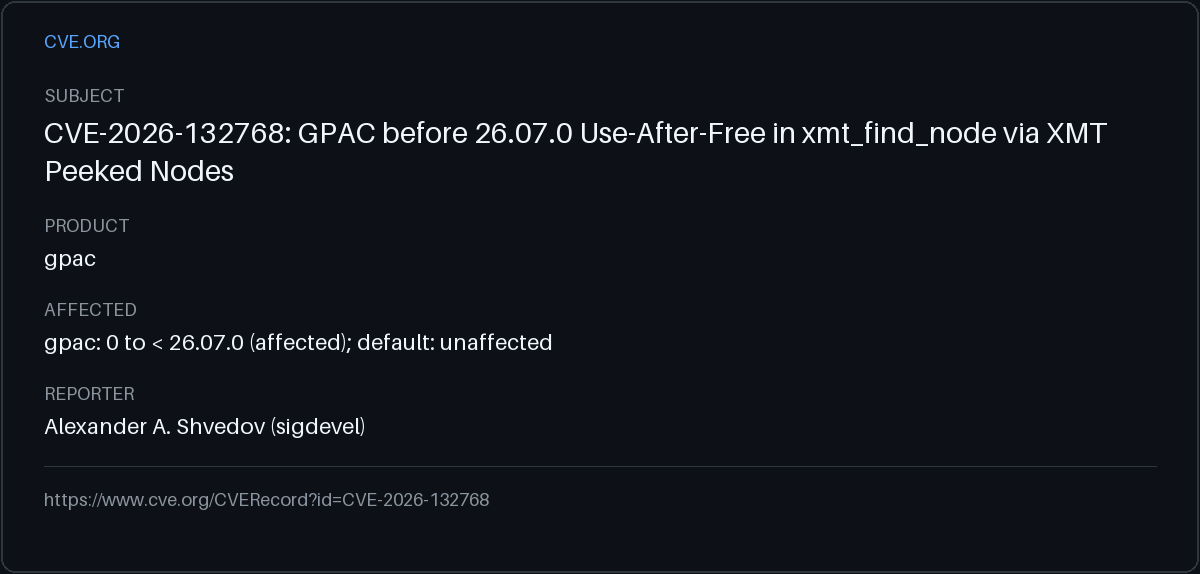 CVE.ORG
SUBJECT
CVE-2026-132768: GPAC before 26.07.0 Use-After-Free in xmt_find_node via XMT
Peeked Nodes
PRODUCT
gpac
AFFECTED
gpac: 0 to < 26.07.0 (affected); default: unaffected
REPORTER
Alexander A. Shvedov (sigdevel)
https://www.cve.org/CVERecord?id=CVE-2026-132768